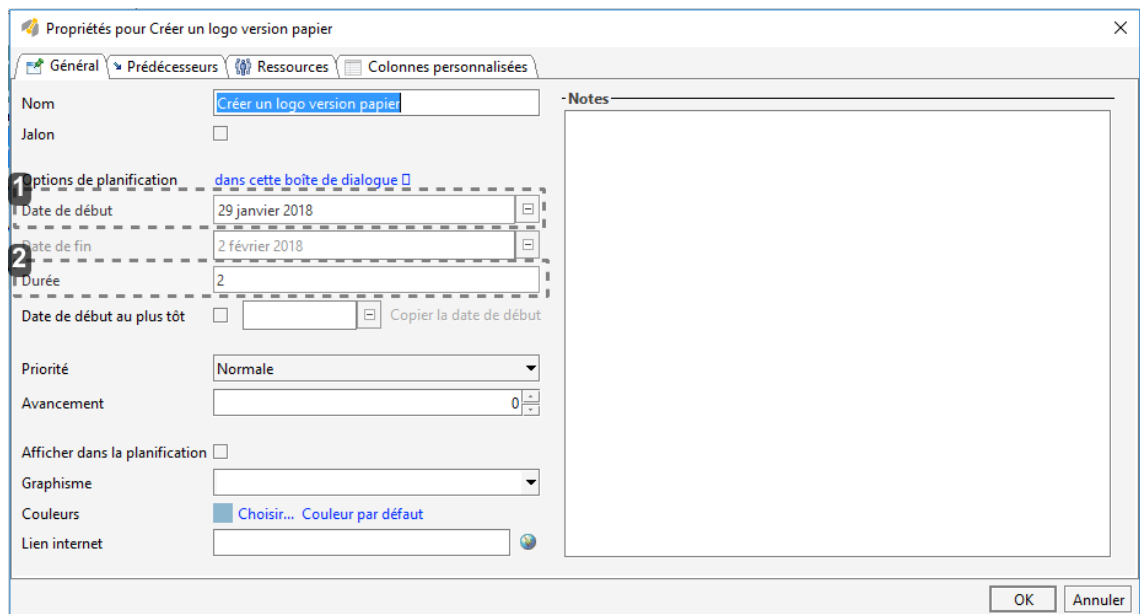 Propriétés pour Créer un logo version papier
Général Prédécesseurs Ressources Colonnes personnalisées
Nom Créer un logo version papier
Notes
Jalon
Options de planification dans cette boîte de dialogue
1
Date de début 29 janvier 2018
Date de fin 2 février 2018
2
Durée 2
Date de début au plus tôt Copier la date de début
Priorité Normale
Avancement 0
Afficher dans la planification
Graphisme
Couleurs Choisir... Couleur par défaut
Lien internet
OK Annuler